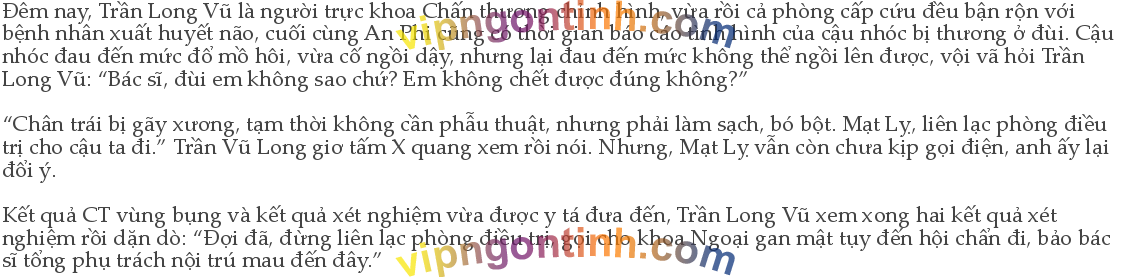 Đêm nay, Trần Long Vũ là người trực khoa Chấn thương chỉnh hình, vừa rồi cả phòng cấp cứu đều bận rộn với
bệnh nhân xuất huyết não, cuối cùng An Phi cũng có thời gian báo cáo tình hình của cậu nhóc bị thương ở đùi. Cậu
nhóc đau đến mức đổ mồ hôi, vừa cố ngồi dậy, nhưng lại đau đến mức không thể ngồi lên được, vội vã hỏi Trần
Long Vũ: “Bác sĩ, đùi em không sao chứ? Em không chết được đúng không?”
“Chân trái bị gãy xương, tạm thời không cần phẫu thuật, nhưng phải làm sạch, bó bột. Mạt Lỵ, liên lạc phòng điều
trị cho cậu ta đi.” Trần Vũ Long giơ tấm X quang xem rồi nói. Nhưng, Mạt Lỵ vẫn còn chưa kịp gọi điện, anh ấy lại
đổi ý.
Kết quả CT vùng bụng và kết quả xét nghiệm vừa được y tá đưa đến, Trần Long Vũ xem xong hai kết quả xét
nghiệm rồi dặn dò: “Đợi đã, đừng liên lạc phòng điều trị, gọi cho khoa Ngoại gan mật tụy đến hội chẩn đi, bảo bác
sĩ tổng phụ trách nội trú mau đến đây.”
vipngontinh.com
vipngontinh.com